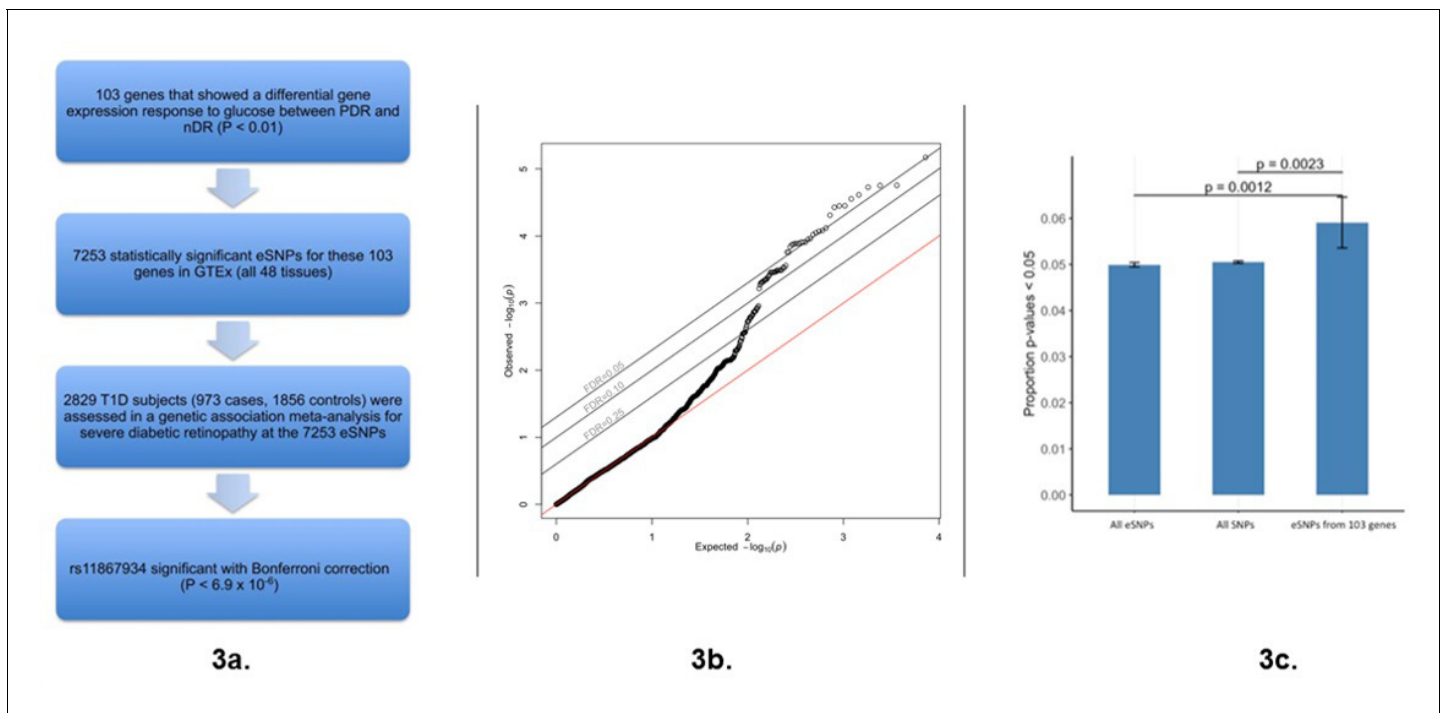 103 genes that showed a differential gene
expression response to glucose between PDR and
nDR (P < 0.01)
7253 statistically significant eSNPs for these 103
genes in GTEx (all 48 tissues)
2829 T1D subjects (973 cases, 1856 controls) were
assessed in a genetic association meta-analysis for
severe diabetic retinopathy at the 7253 eSNPs
rs11867934 significant with Bonferroni correction
(P < 6.9 x 10⁻⁶)
3a.
Observed −log₁₀(p)
5
4
3
2
1
0
FDR=0.05
FDR=0.10
FDR=0.25
0 1 2 3 4
Expected −log₁₀(p)
3b.
Proportion p-values < 0.05
p = 0.0023
p = 0.0012
0.06
0.05
0.04
0.03
0.02
0.01
0.00
All eSNPs All SNPs eSNPs from 103 genes
3c.